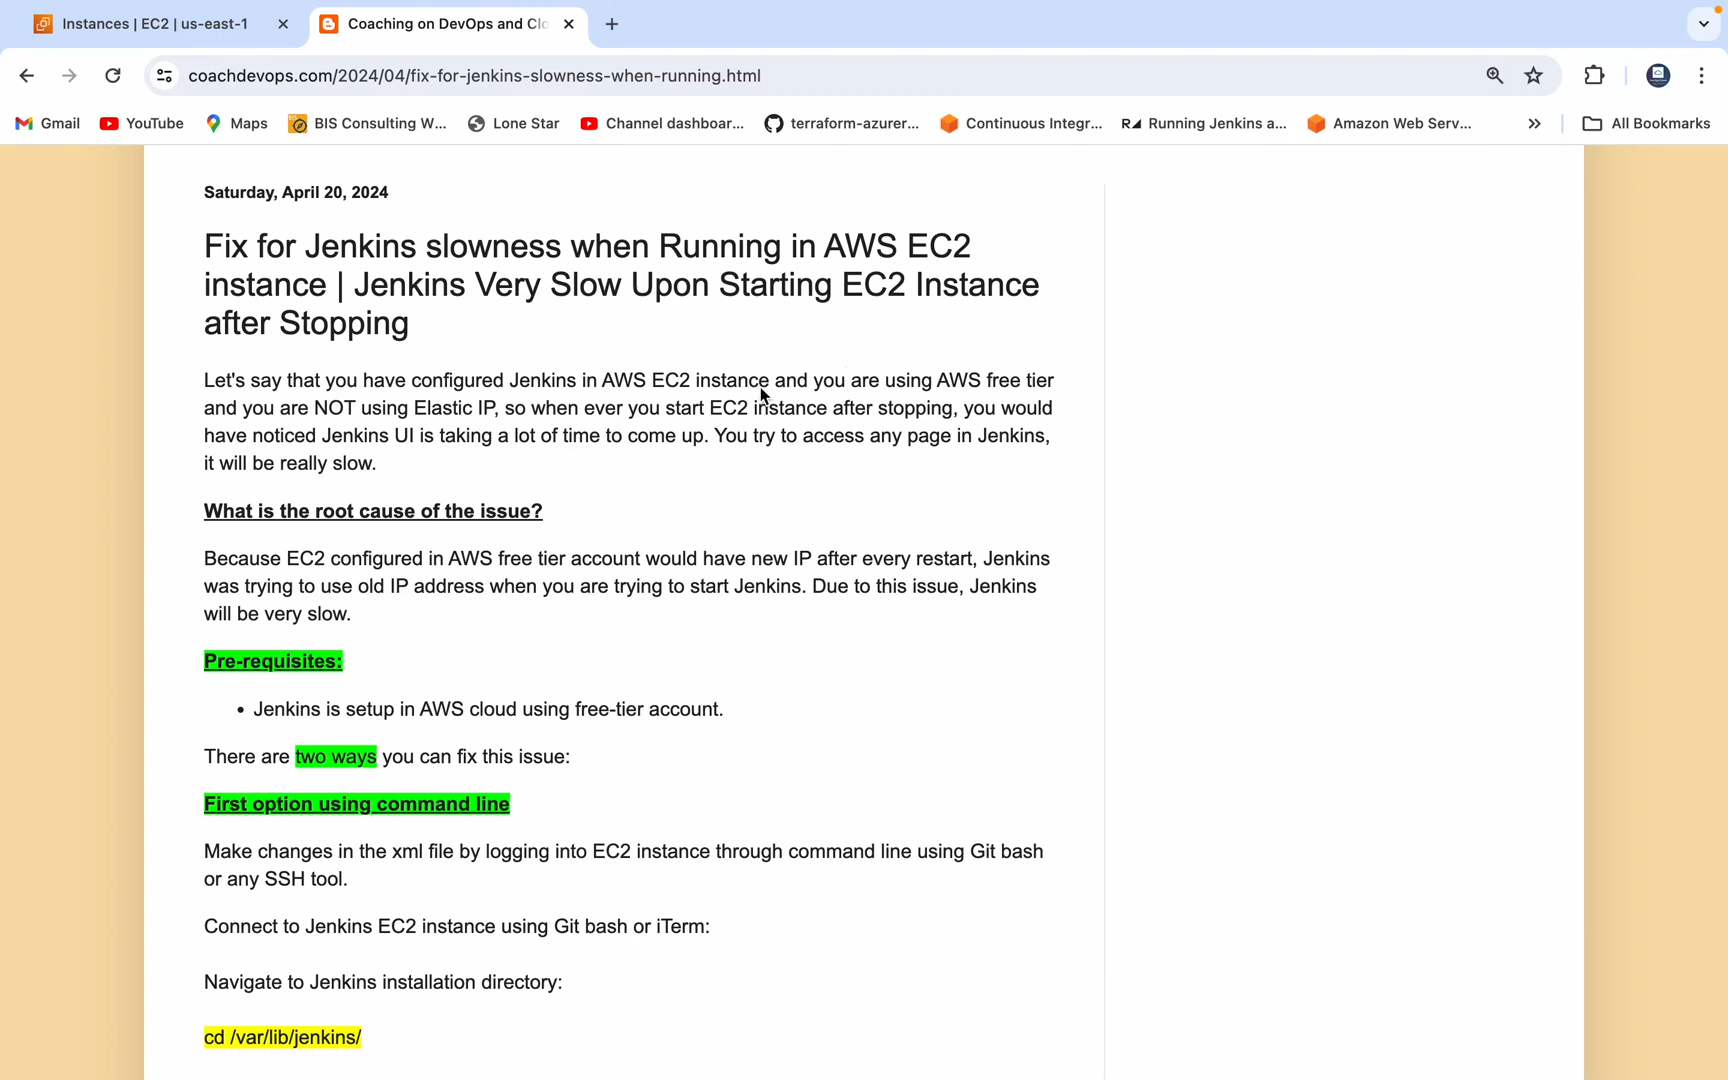 Instances | EC2 | us-east-1
Coaching on DevOps and Clo
coachdevops.com/2024/04/fix-for-jenkins-slowness-when-running.html
Gmail
YouTube
Maps
BIS Consulting W...
Lone Star
Channel dashboar...
terraform-azurer...
Continuous Integr...
Running Jenkins a...
Amazon Web Serv...
All Bookmarks
Saturday, April 20, 2024
Fix for Jenkins slowness when Running in AWS EC2
instance | Jenkins Very Slow Upon Starting EC2 Instance
after Stopping
Let's say that you have configured Jenkins in AWS EC2 instance and you are using AWS free tier
and you are NOT using Elastic IP, so when ever you start EC2 instance after stopping, you would
have noticed Jenkins UI is taking a lot of time to come up. You try to access any page in Jenkins,
it will be really slow.
What is the root cause of the issue?
Because EC2 configured in AWS free tier account would have new IP after every restart, Jenkins
was trying to use old IP address when you are trying to start Jenkins. Due to this issue, Jenkins
will be very slow.
Pre-requisites:
• Jenkins is setup in AWS cloud using free-tier account.
There are two ways you can fix this issue:
First option using command line
Make changes in the xml file by logging into EC2 instance through command line using Git bash
or any SSH tool.
Connect to Jenkins EC2 instance using Git bash or iTerm:
Navigate to Jenkins installation directory:
cd /var/lib/jenkins/